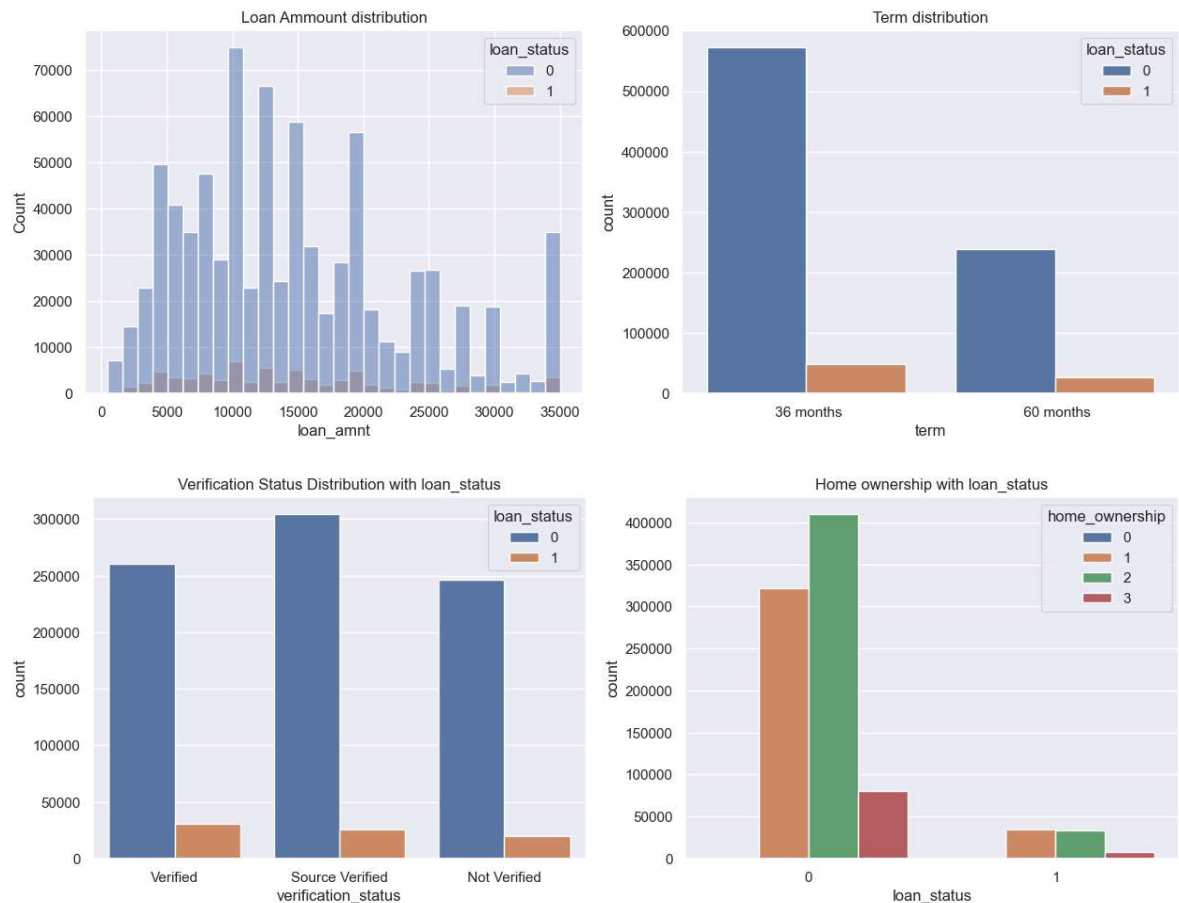 Loan Ammount distribution
loan_status
0
1
70000
60000
50000
40000
30000
20000
10000
0
Count
0 5000 10000 15000 20000 25000 30000 35000
loan_amnt
Term distribution
loan_status
0
1
600000
500000
400000
300000
200000
100000
0
count
36 months 60 months
term
Verification Status Distribution with loan_status
loan_status
0
1
300000
250000
200000
150000
100000
50000
0
count
Verified Source Verified Not Verified
verification_status
Home ownership with loan_status
home_ownership
0
1
2
3
400000
350000
300000
250000
200000
150000
100000
50000
0
count
0 1
loan_status